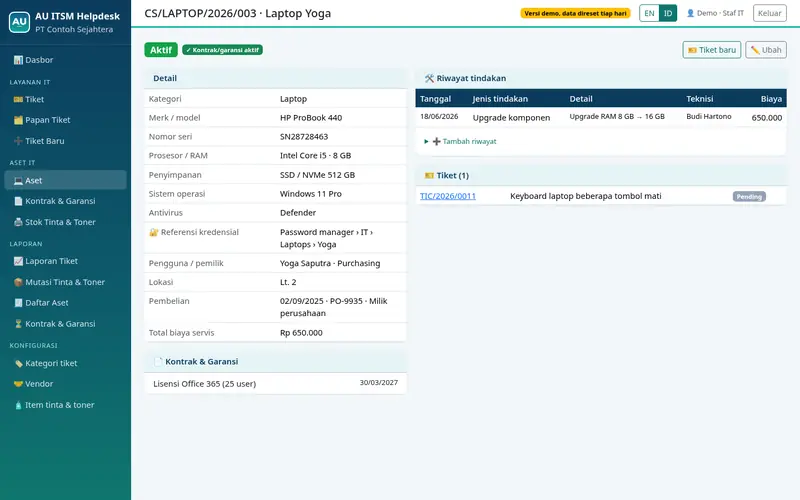 AU ITSM Helpdesk
PT Contoh Sejahtera
AU
CS/LAPTOP/2026/003 · Laptop Yoga
Versi demo, data direset tiap hari
EN ID
Demo · Staf IT
Keluar
Dasbor
LAYANAN IT
Tiket
Papan Tiket
Tiket Baru
ASET IT
Aset
Kontrak & Garansi
Stok Tinta & Toner
LAPORAN
Laporan Tiket
Mutasi Tinta & Toner
Daftar Aset
Kontrak & Garansi
KONFIGURASI
Kategori tiket
Vendor
Item tinta & toner
Aktif
✓ Kontrak/garansi aktif
Tiket baru
Ubah
Detail
Kategori Laptop
Merk / model HP ProBook 440
Nomor seri SN28728463
Prosesor / RAM Intel Core i5 · 8 GB
Penyimpanan SSD / NVMe 512 GB
Sistem operasi Windows 11 Pro
Antivirus Defender
Referensi kredensial Password manager › IT ›
Laptops › Yoga
Pengguna / pemilik Yoga Saputra · Purchasing
Lokasi Lt. 2
Pembelian 02/09/2025 · PO-9935 · Milik
perusahaan
Total biaya servis Rp 650.000
Kontrak & Garansi
Lisensi Office 365 (25 user) 30/03/2027
Riwayat tindakan
Tanggal Jenis tindakan Detail Teknisi Biaya
18/06/2026 Upgrade komponen Upgrade RAM 8 GB → 16 GB Budi Hartono 650.000
▶ ➕ Tambah riwayat
Tiket (1)
TIC/2026/0011 Keyboard laptop beberapa tombol mati Pending